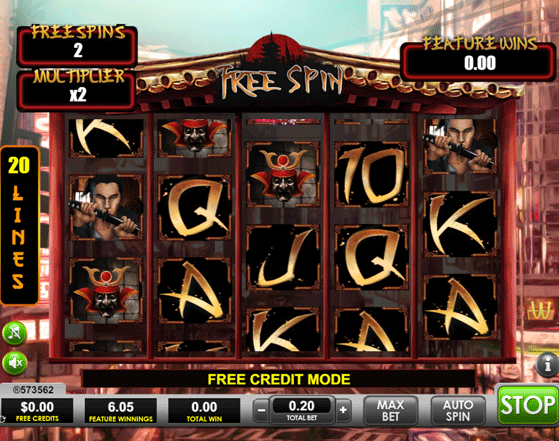 FREESPINS
2
MULTIPLIER
x2
FREE SPIN
FEATURE WINS
0.00
20
LINES
K
10
Q
K
J
Q
A
A
K
A
FREE CREDIT MODE
®573562
$0.00
FREE CREDITS
6.05
FEATURE WINNINGS
0.00
TOTAL WIN
−
0.20
TOTAL BET
+
MAX
BET
AUTO
SPIN
STOP
i